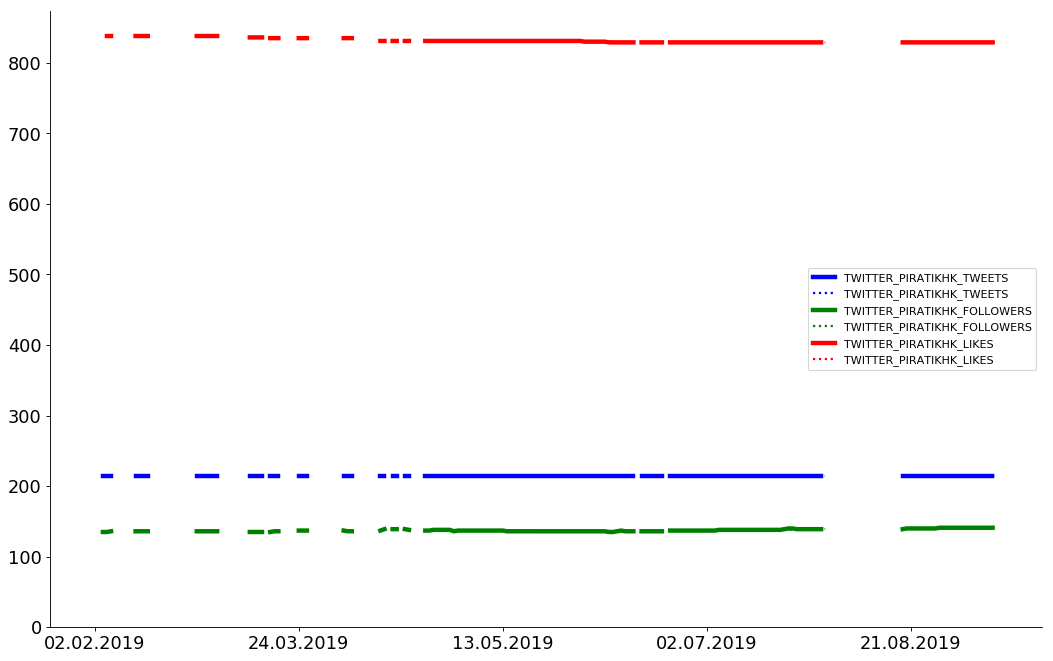 800
700
600
500
400
300
200
100
0
TWITTER_PIRATIKHK_TWEETS
TWITTER_PIRATIKHK_TWEETS
TWITTER_PIRATIKHK_FOLLOWERS
TWITTER_PIRATIKHK_FOLLOWERS
TWITTER_PIRATIKHK_LIKES
TWITTER_PIRATIKHK_LIKES
02.02.2019 24.03.2019 13.05.2019 02.07.2019 21.08.2019